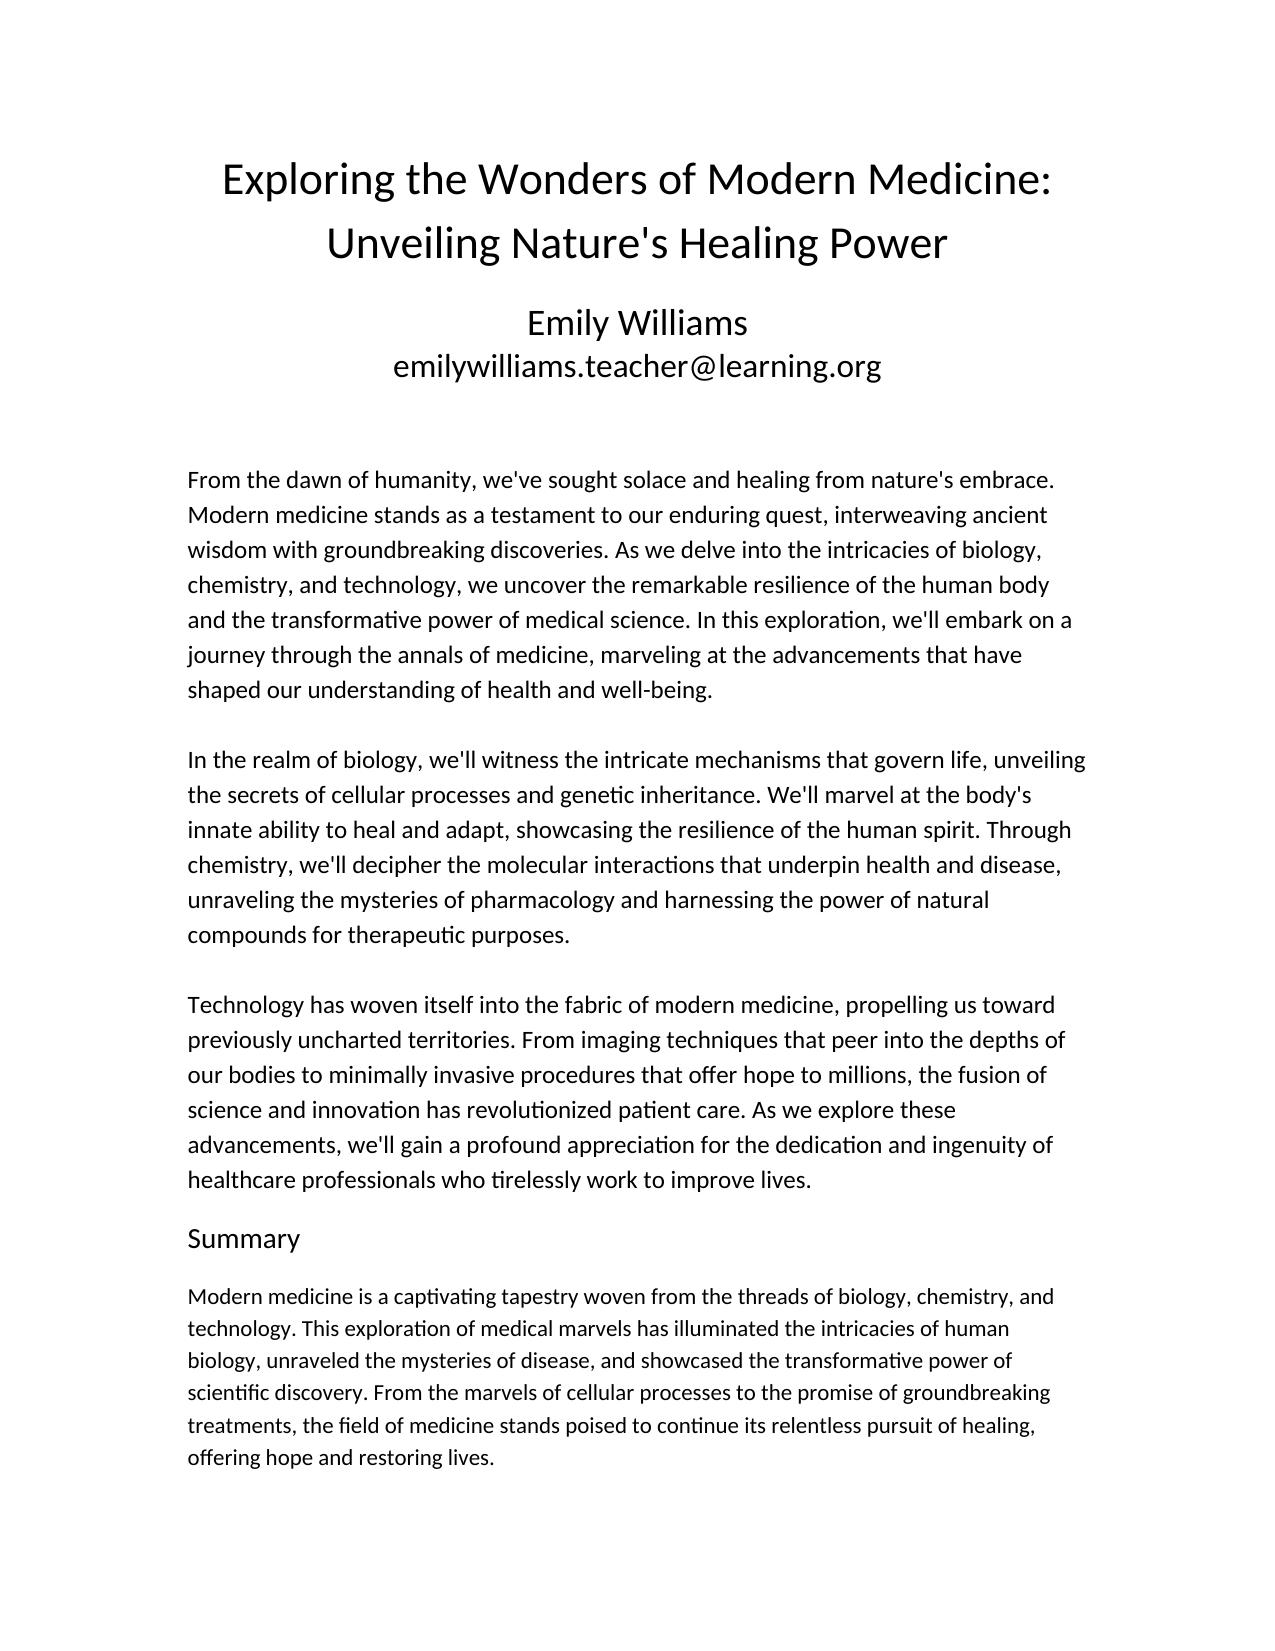 Exploring the Wonders of Modern Medicine:
Unveiling Nature's Healing Power
Emily Williams
emilywilliams.teacher@learning.org
From the dawn of humanity, we've sought solace and healing from nature's embrace.
Modern medicine stands as a testament to our enduring quest, interweaving ancient
wisdom with groundbreaking discoveries. As we delve into the intricacies of biology,
chemistry, and technology, we uncover the remarkable resilience of the human body
and the transformative power of medical science. In this exploration, we'll embark on a
journey through the annals of medicine, marveling at the advancements that have
shaped our understanding of health and well-being.
In the realm of biology, we'll witness the intricate mechanisms that govern life, unveiling
the secrets of cellular processes and genetic inheritance. We'll marvel at the body's
innate ability to heal and adapt, showcasing the resilience of the human spirit. Through
chemistry, we'll decipher the molecular interactions that underpin health and disease,
unraveling the mysteries of pharmacology and harnessing the power of natural
compounds for therapeutic purposes.
Technology has woven itself into the fabric of modern medicine, propelling us toward
previously uncharted territories. From imaging techniques that peer into the depths of
our bodies to minimally invasive procedures that offer hope to millions, the fusion of
science and innovation has revolutionized patient care. As we explore these
advancements, we'll gain a profound appreciation for the dedication and ingenuity of
healthcare professionals who tirelessly work to improve lives.
Summary
Modern medicine is a captivating tapestry woven from the threads of biology, chemistry, and
technology. This exploration of medical marvels has illuminated the intricacies of human
biology, unraveled the mysteries of disease, and showcased the transformative power of
scientific discovery. From the marvels of cellular processes to the promise of groundbreaking
treatments, the field of medicine stands poised to continue its relentless pursuit of healing,
offering hope and restoring lives.